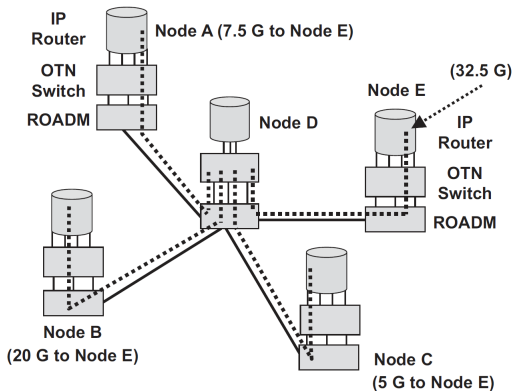 IP
Router
Node A (7.5 G to Node E)
OTN
Switch
ROADM
Node D
Node E
(32.5 G)
IP
Router
OTN
Switch
ROADM
Node B
(20 G to Node E)
Node C
(5 G to Node E)